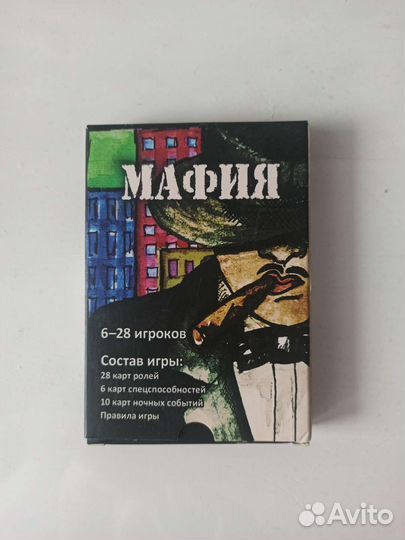 МАФИЯ
6–28 игроков
Состав игры:
28 карт ролей
6 карт спецспособностей
10 карт ночных событий
Правила игры
Avito